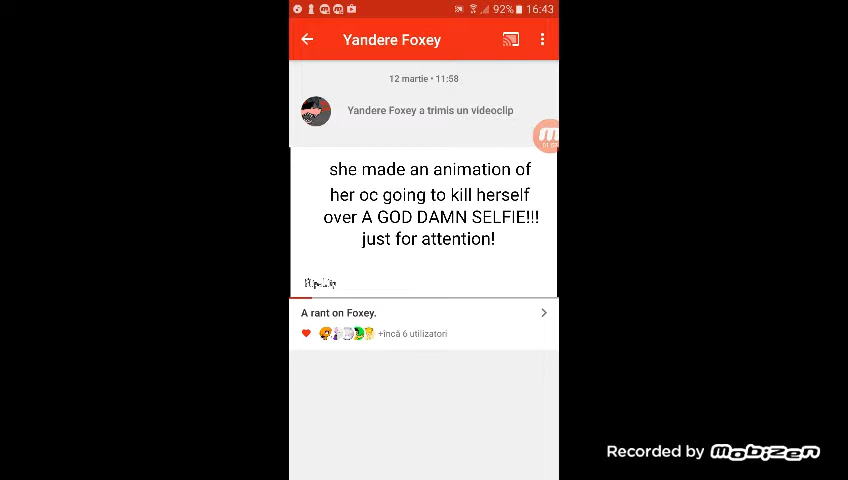 92% 16:43
Yandere Foxey
12 martie • 11:58
Yandere Foxey a trimis un videoclip
she made an animation of
her oc going to kill herself
over A GOD DAMN SELFIE!!!
just for attention!
A rant on Foxey.
+încă 6 utilizatori
Recorded by mobizen